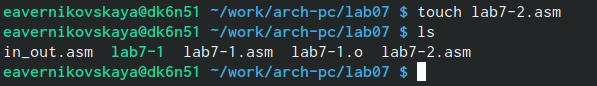 eavernikovskaya@dk6n51 ~/work/arch-pc/lab07 $ touch lab7-2.asm
eavernikovskaya@dk6n51 ~/work/arch-pc/lab07 $ ls
in_out.asm  lab7-1  lab7-1.asm  lab7-1.o  lab7-2.asm
eavernikovskaya@dk6n51 ~/work/arch-pc/lab07 $